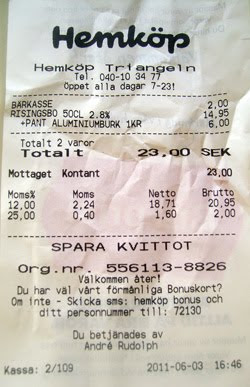 Hemköp
Hemköp Triangeln
Tel. 040-10 34 77
Öppet alla dagar 7-23!
BÄRKASSE 2,00
RISINGSBO 50CL 2.8% 14,95
+PANT ALUMINIUMBURK 1KR 6,00
Totalt 2 varor
Totalt 23,00 SEK
Mottaget Kontant 23,00
Moms% Moms Netto Brutto
12,00 2,24 18,71 20,95
25,00 0,40 1,60 2,00
SPARA KVITTOT
Org.nr. 556113-8826
Välkommen åter!
Du har väl vårt förmånliga Bonuskort?
Om inte - Skicka sms: hemköp bonus och
ditt personnummer till: 72130
Du betjänades av
André Rudolph
Kassa: 2/109 2011-06-03 16:46